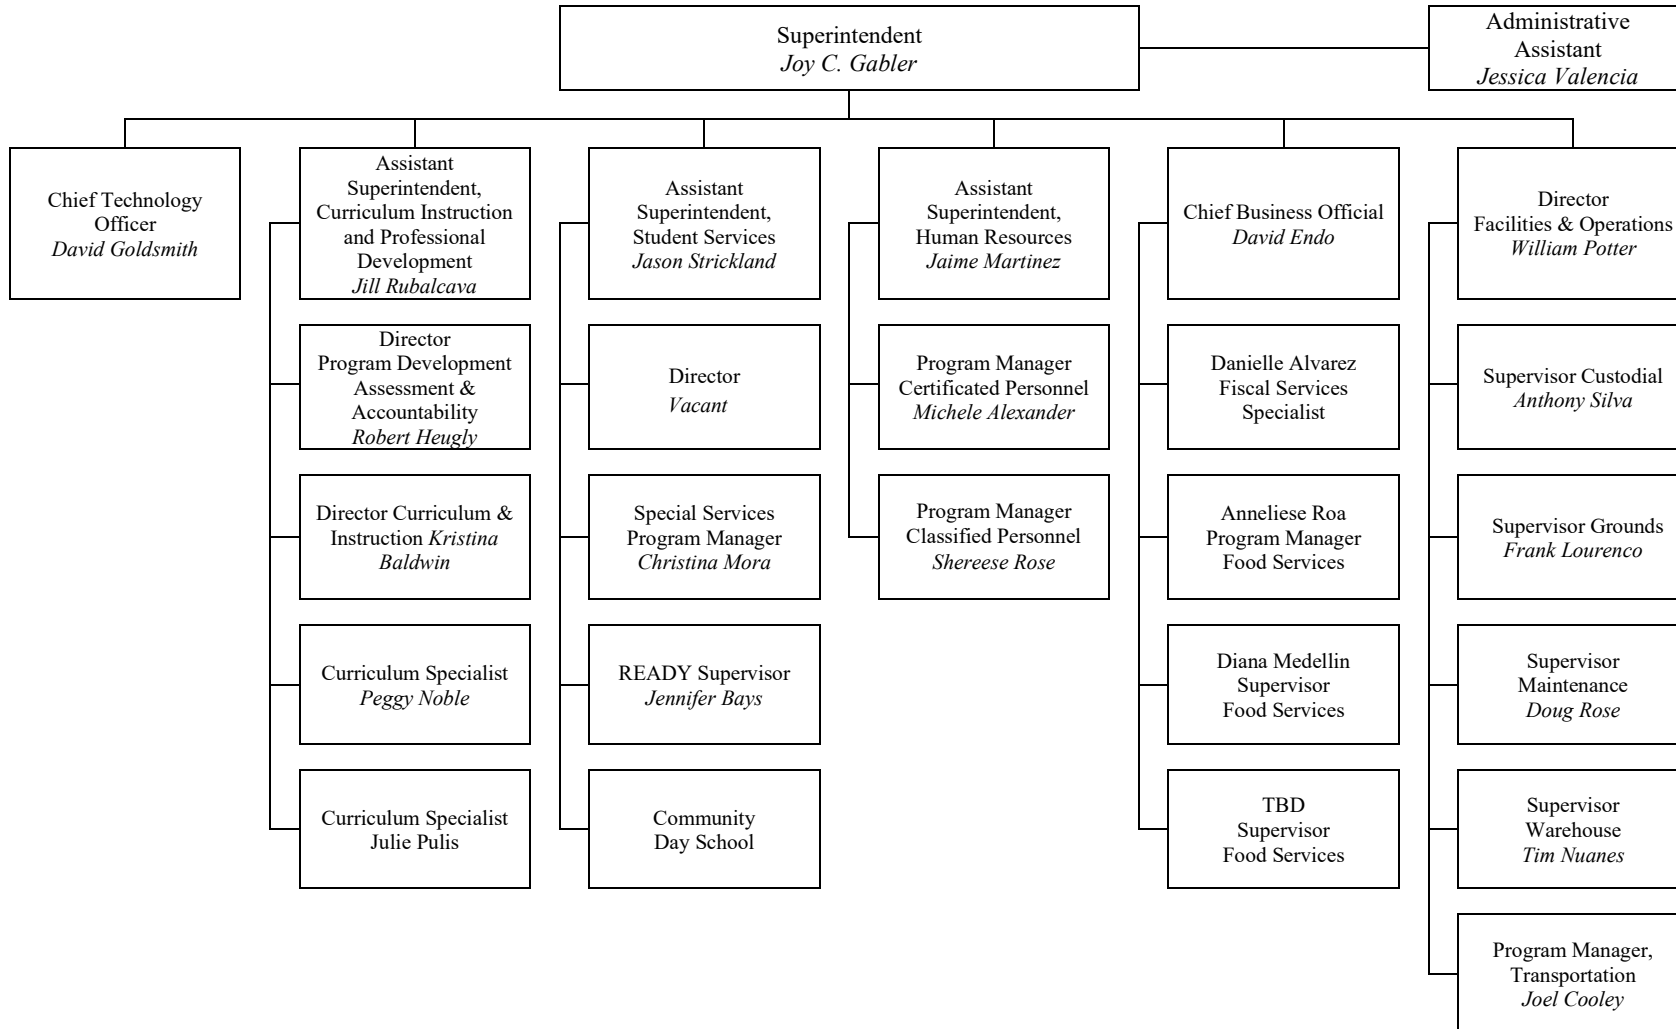 Superintendent
Joy C. Gabler
Administrative
Assistant
Jessica Valencia
Chief Technology
Officer
David Goldsmith
Assistant
Superintendent,
Curriculum Instruction
and Professional
Development
Jill Rubalcava
Assistant
Superintendent,
Student Services
Jason Strickland
Assistant
Superintendent,
Human Resources
Jaime Martinez
Chief Business Official
David Endo
Director
Facilities & Operations
William Potter
Director
Program Development
Assessment &
Accountability
Robert Heugly
Director
Vacant
Program Manager
Certificated Personnel
Michele Alexander
Danielle Alvarez
Fiscal Services
Specialist
Supervisor Custodial
Anthony Silva
Director Curriculum &
Instruction Kristina
Baldwin
Special Services
Program Manager
Christina Mora
Program Manager
Classified Personnel
Shereese Rose
Anneliese Roa
Program Manager
Food Services
Supervisor Grounds
Frank Lourenco
Curriculum Specialist
Peggy Noble
READY Supervisor
Jennifer Bays
Diana Medellin
Supervisor
Food Services
Supervisor
Maintenance
Doug Rose
Curriculum Specialist
Julie Pulis
Community
Day School
TBD
Supervisor
Food Services
Supervisor
Warehouse
Tim Nuanes
Program Manager,
Transportation
Joel Cooley